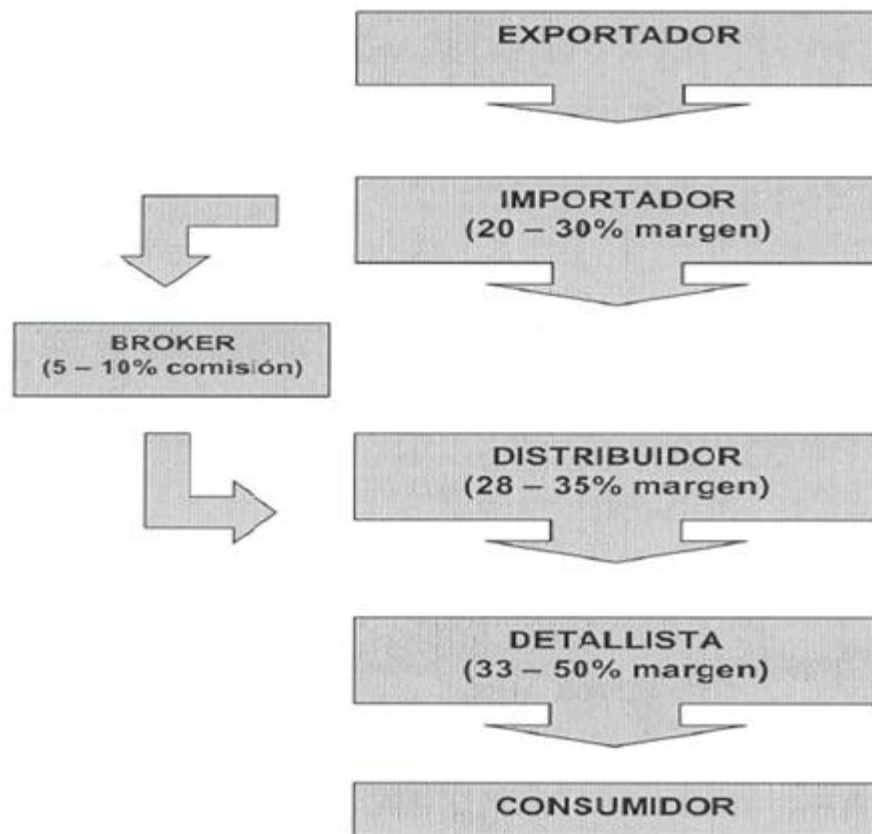 EXPORTADOR
IMPORTADOR
(20 – 30% margen)
BROKER
(5 – 10% comisión)
DISTRIBUIDOR
(28 – 35% margen)
DETALLISTA
(33 – 50% margen)
CONSUMIDOR